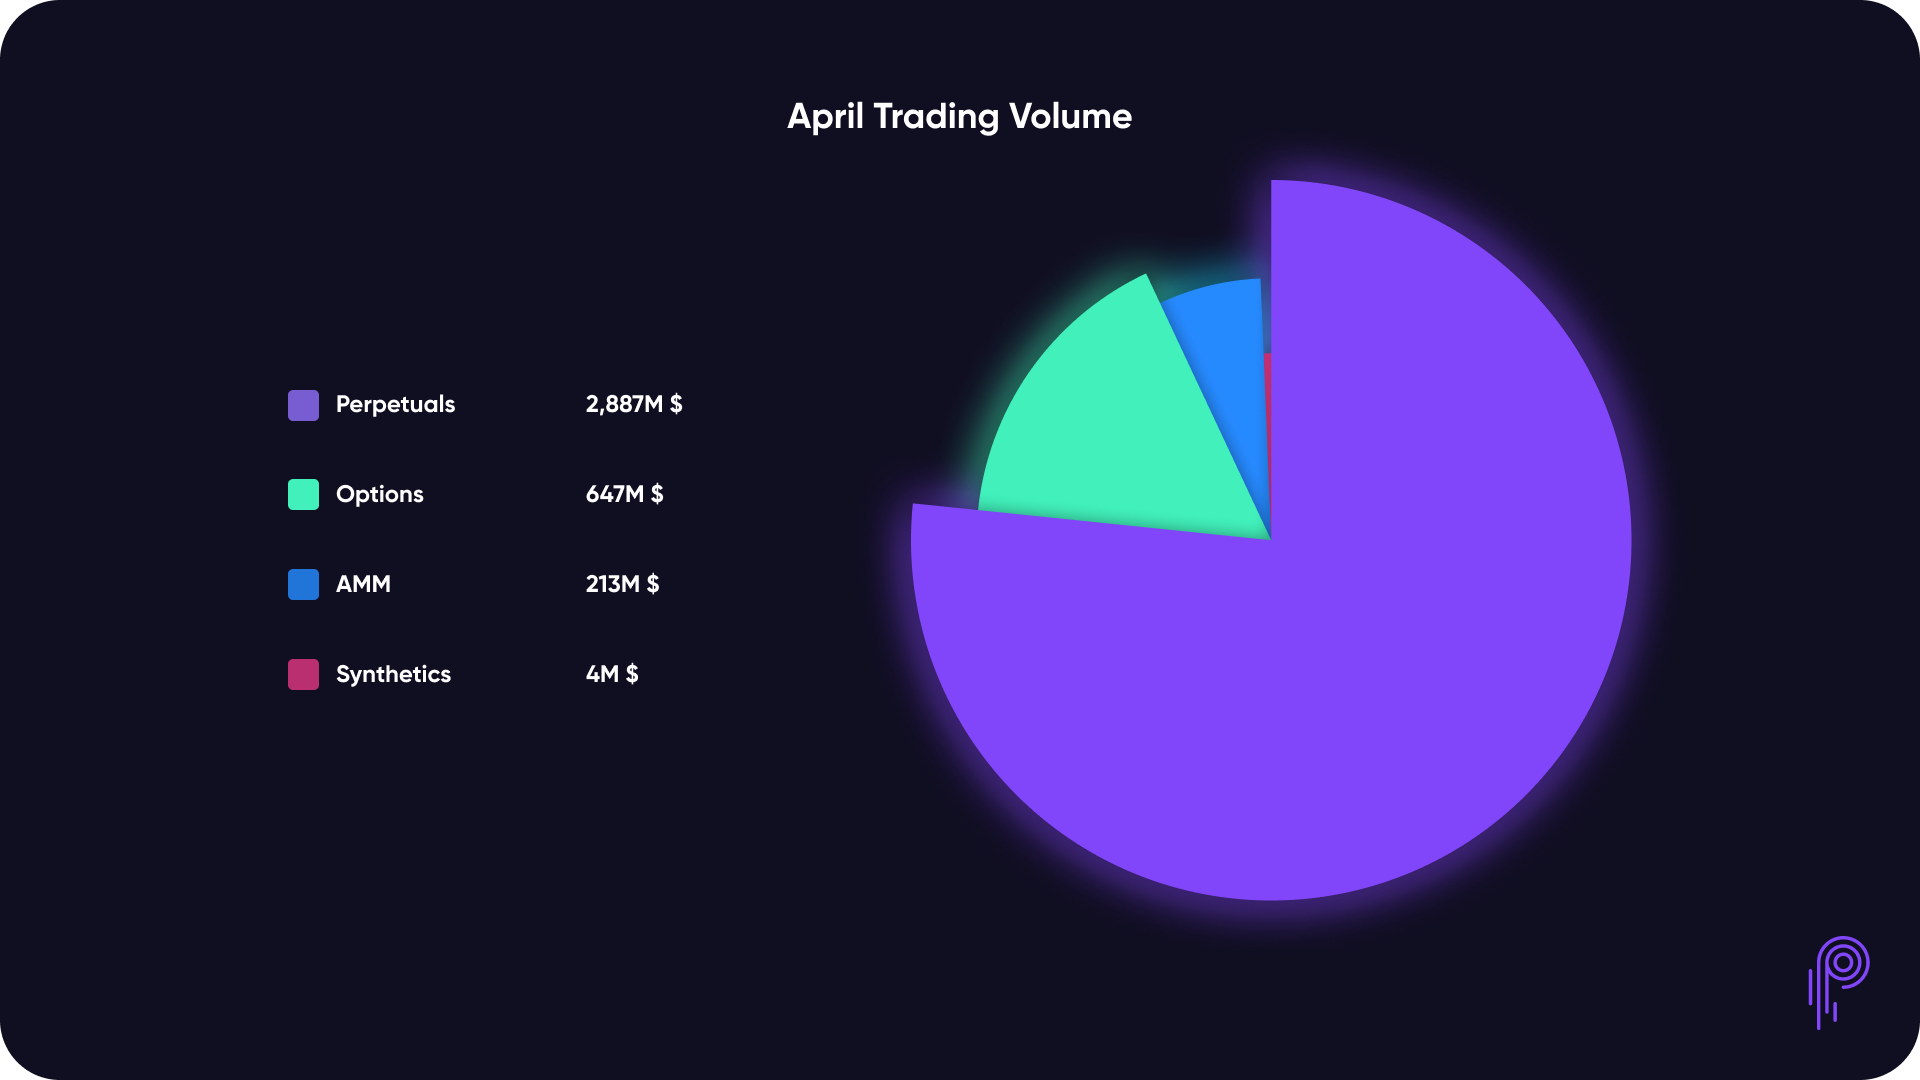 April Trading Volume
Perpetuals 2,887M $
Options 647M $
AMM 213M $
Synthetics 4M $